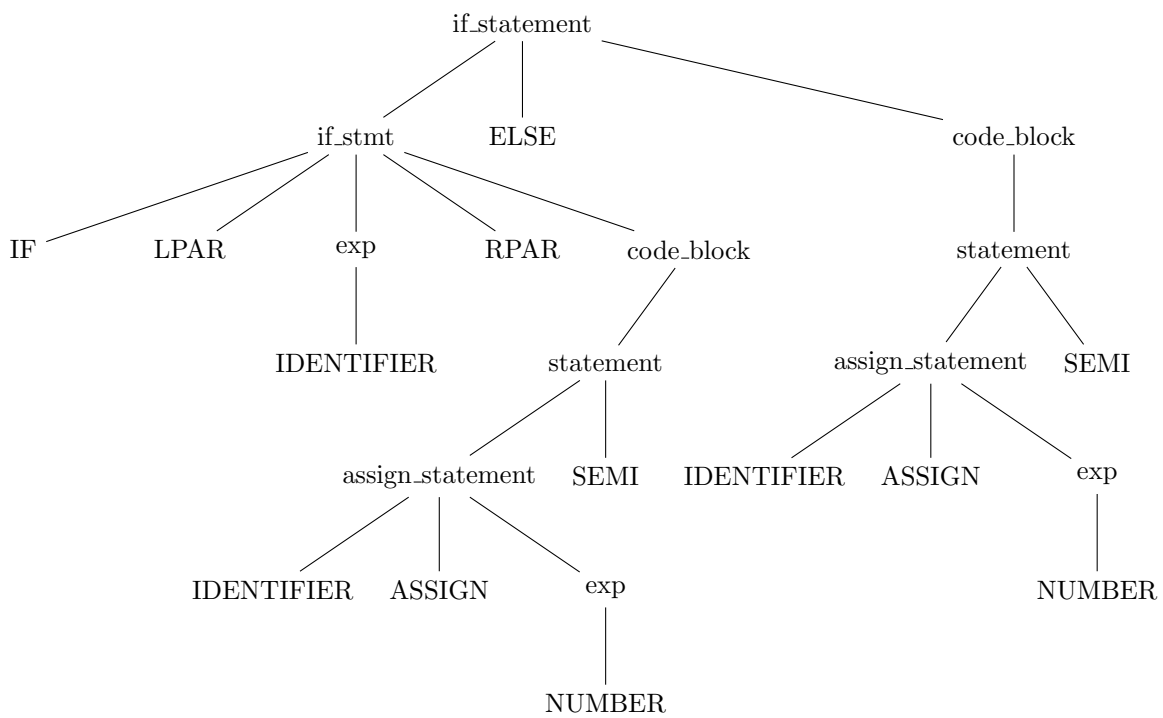 if_statement
if_stmt ELSE code_block
IF LPAR exp RPAR code_block statement
IDENTIFIER statement assign_statement SEMI
assign_statement SEMI IDENTIFIER ASSIGN exp
IDENTIFIER ASSIGN exp NUMBER
NUMBER